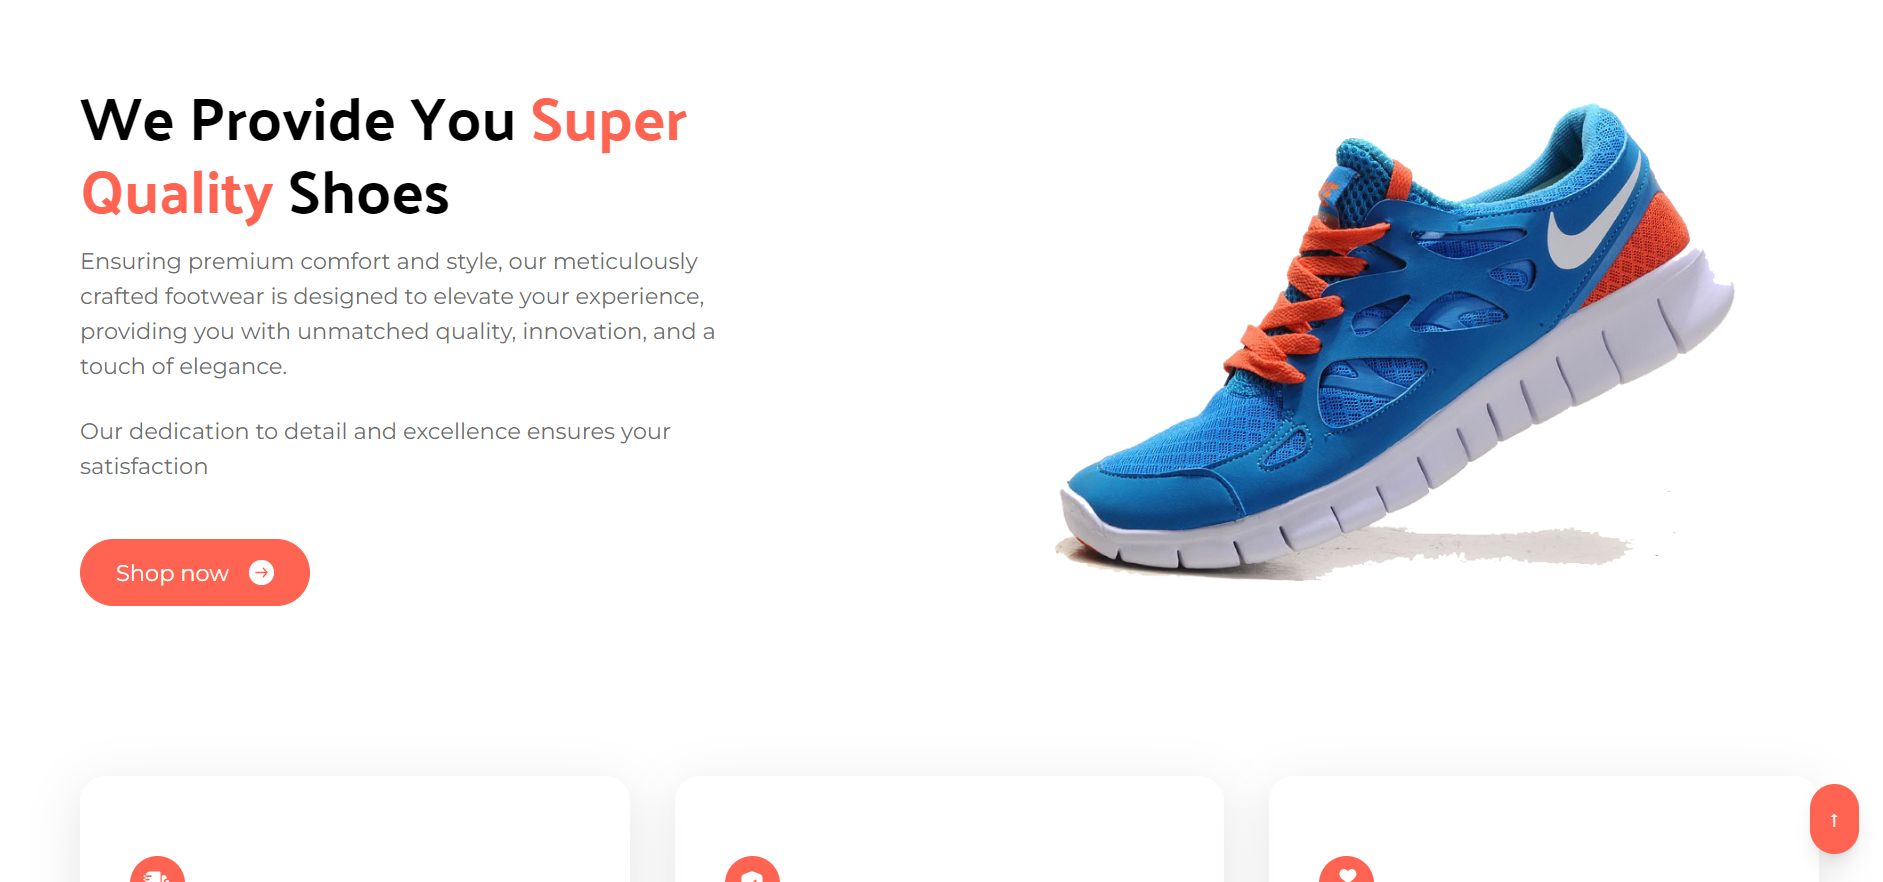 We Provide You Super
Quality Shoes
Ensuring premium comfort and style, our meticulously
crafted footwear is designed to elevate your experience,
providing you with unmatched quality, innovation, and a
touch of elegance.
Our dedication to detail and excellence ensures your
satisfaction
Shop now